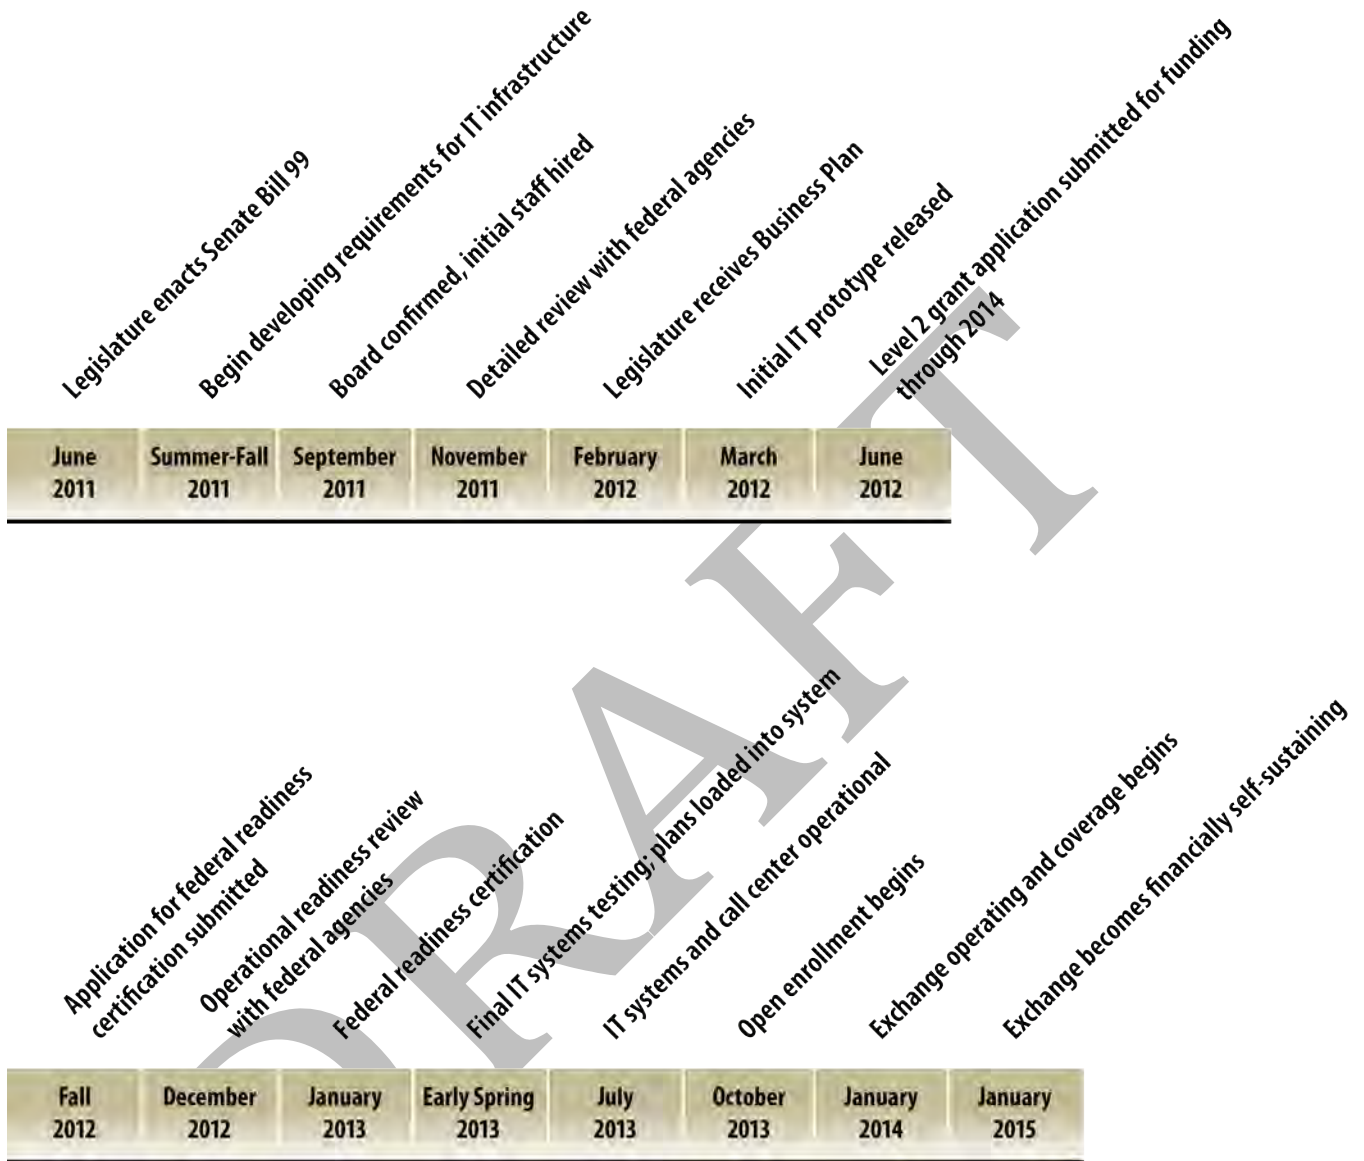 Legislature enacts Senate Bill 99
Begin developing requirements for IT infrastructure
Board confirmed, initial staff hired
Detailed review with federal agencies
Legislature receives Business Plan
Initial IT prototype released
Level 2 grant application submitted for funding
through 2014
June
2011
Summer-Fall
2011
September
2011
November
2011
February
2012
March
2012
June
2012
DRAFT
Application for federal readiness
certification submitted
Operational readiness review
with federal agencies
Federal readiness certification
Final IT systems testing; plans loaded into system
IT systems and call center operational
Open enrollment begins
Exchange operating and coverage begins
Exchange becomes financially self-sustaining
Fall
2012
December
2012
January
2013
Early Spring
2013
July
2013
October
2013
January
2014
January
2015